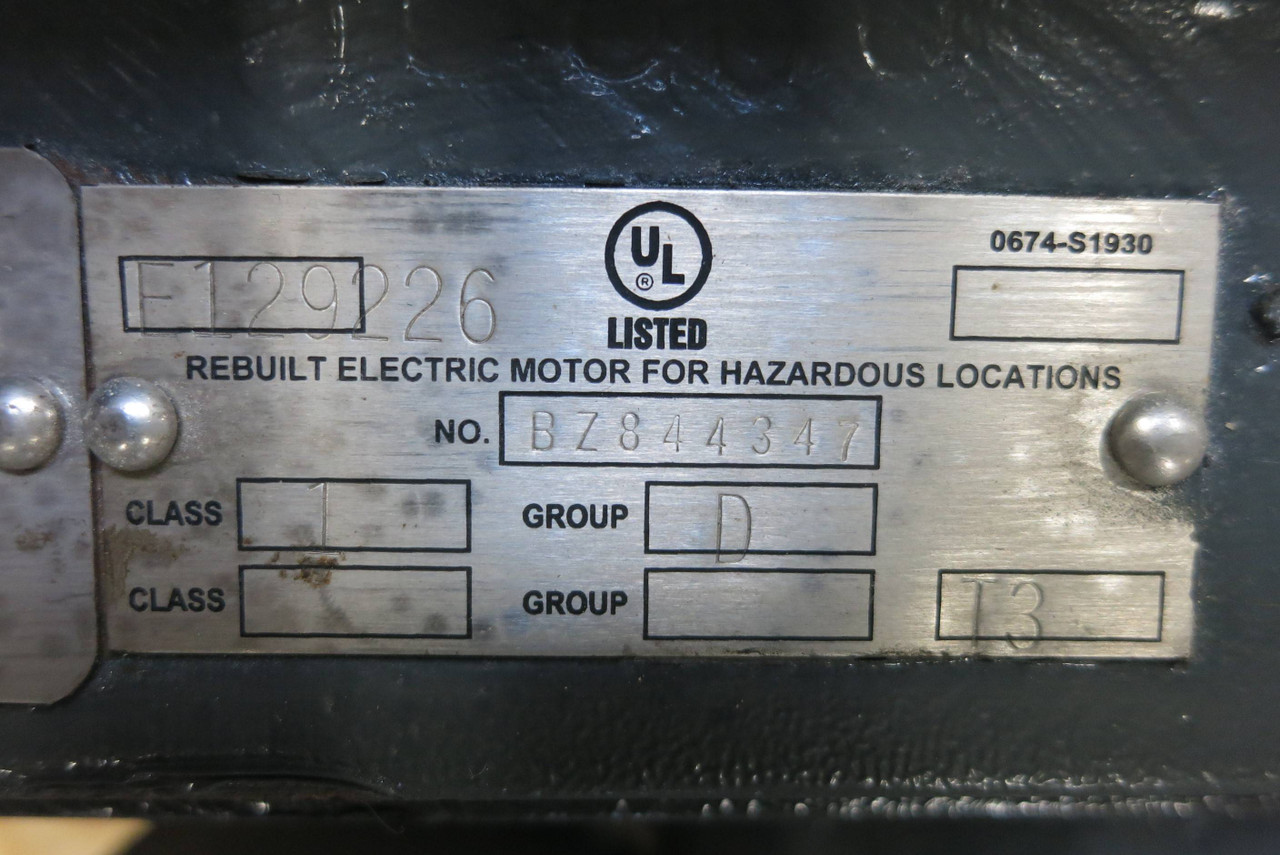 0674-S1930
E129226
UL
®
LISTED
REBUILT ELECTRIC MOTOR FOR HAZARDOUS LOCATIONS
NO. BZ844347
CLASS 1 GROUP D
CLASS GROUP T3